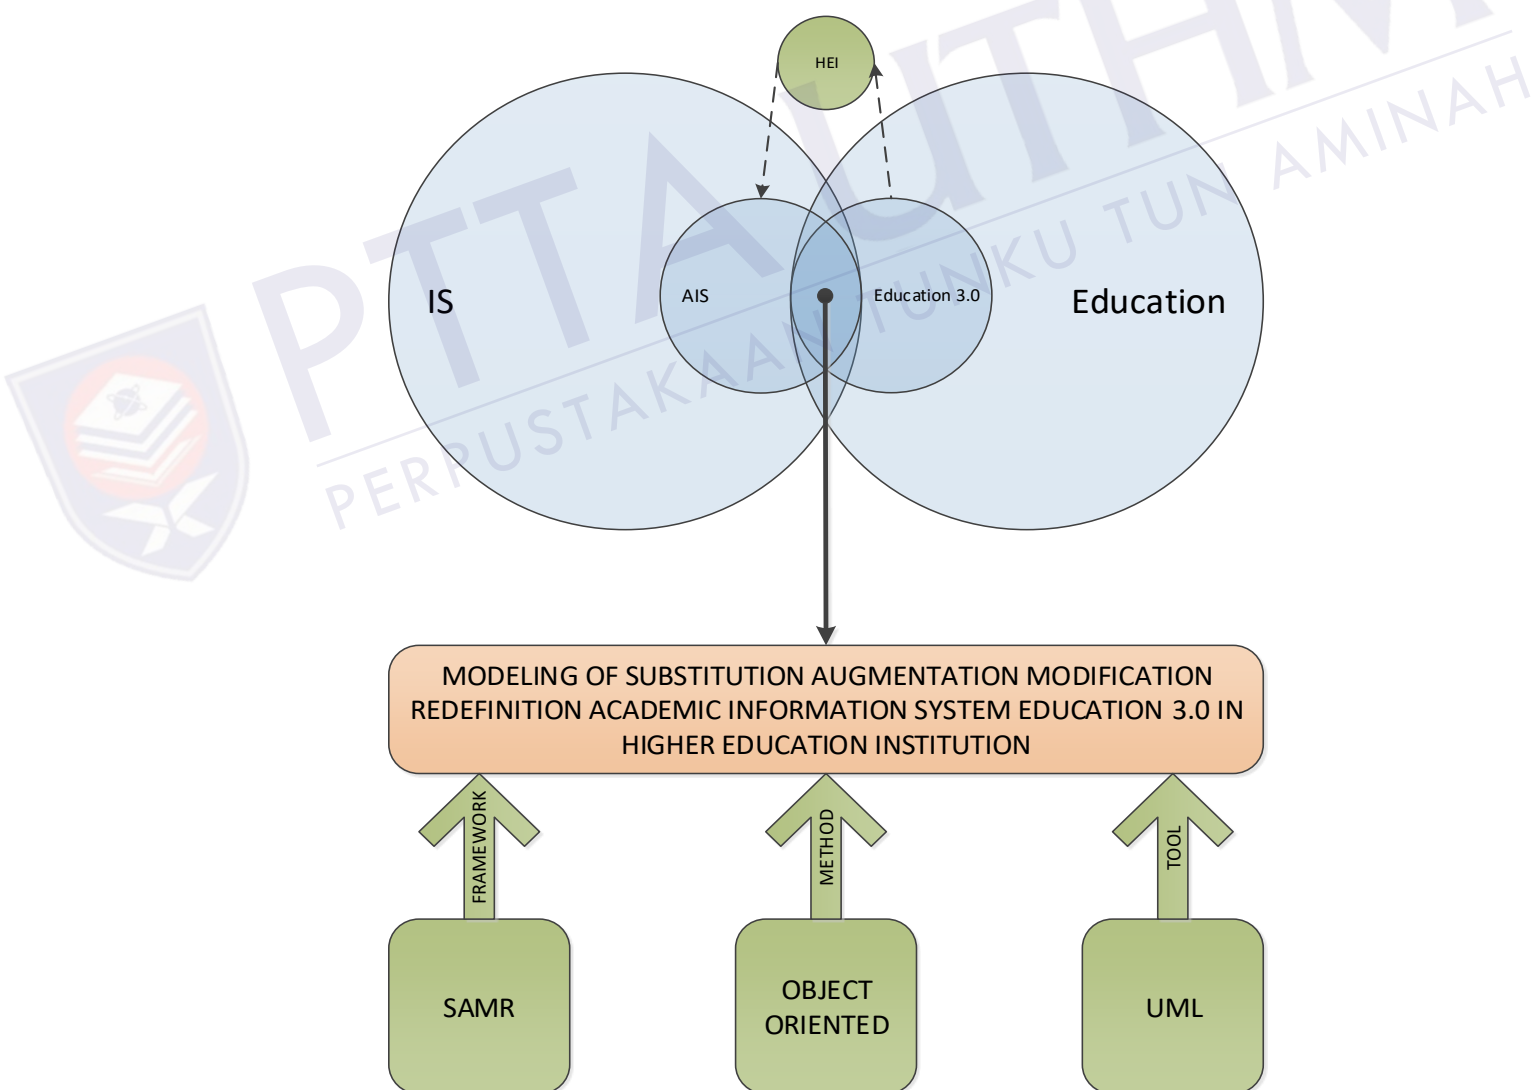 HEI
IS
AIS
Education 3.0
Education
MODELING OF SUBSTITUTION AUGMENTATION MODIFICATION
REDEFINITION ACADEMIC INFORMATION SYSTEM EDUCATION 3.0 IN
HIGHER EDUCATION INSTITUTION
FRAMEWORK
METHOD
TOOL
SAMR
OBJECT
ORIENTED
UML
PTTA UTHM
PERPUSTAKAAN TUNKU TUN AMINAH